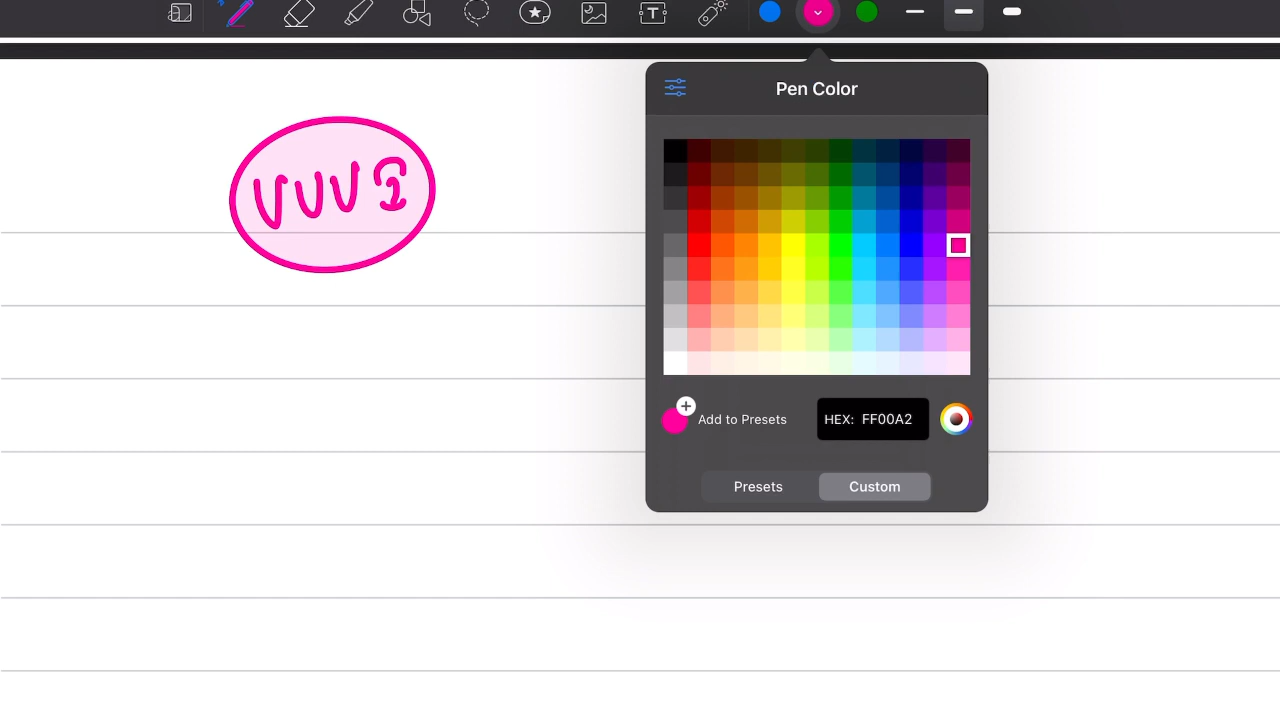 Pen Color
Add to Presets
HEX: FF00A2
Presets
Custom